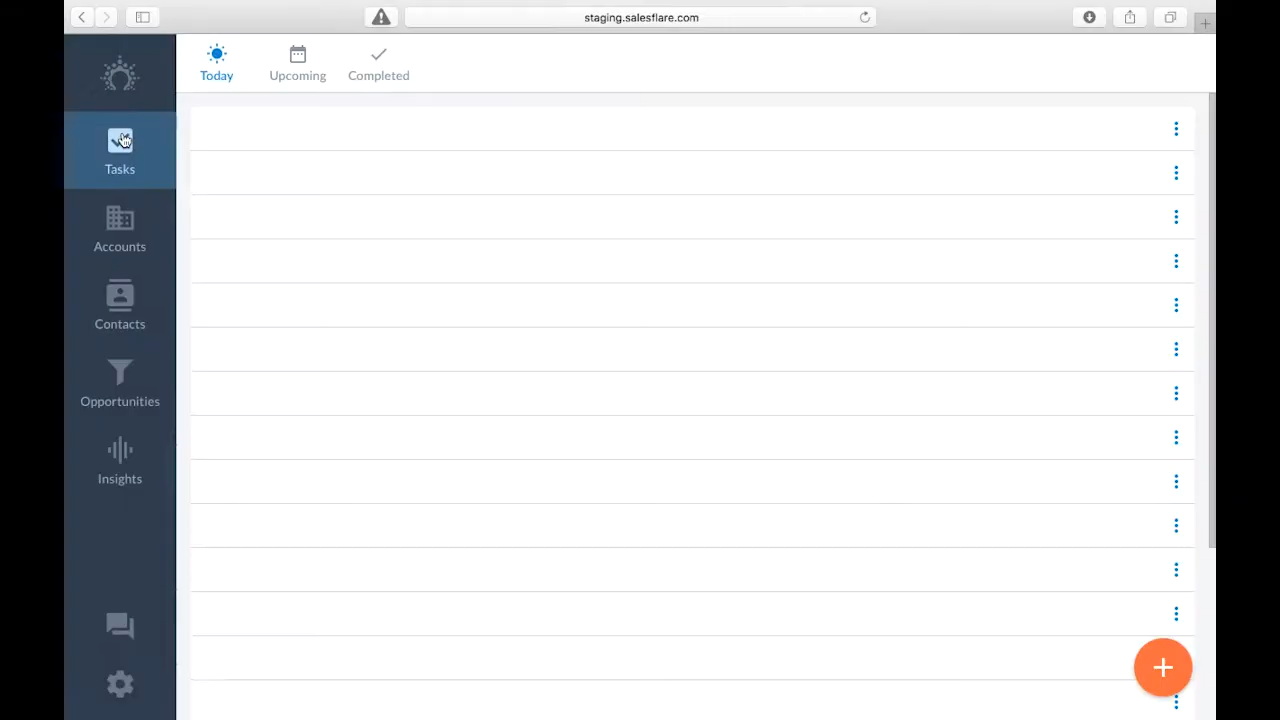 staging.salesflare.com
Today
Upcoming
Completed
Tasks
Accounts
Contacts
Opportunities
Insights